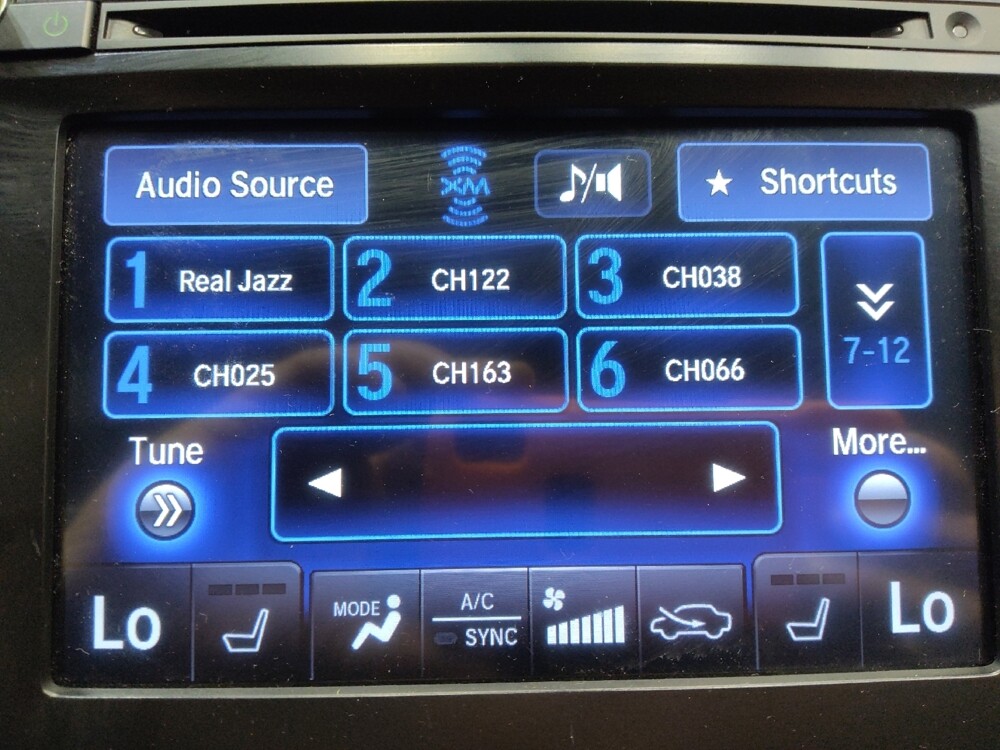 Audio Source
XM
Shortcuts
1 Real Jazz
2 CH122
3 CH038
7-12
4 CH025
5 CH163
6 CH066
Tune
More...
Lo
MODE
A/C
SYNC
Lo